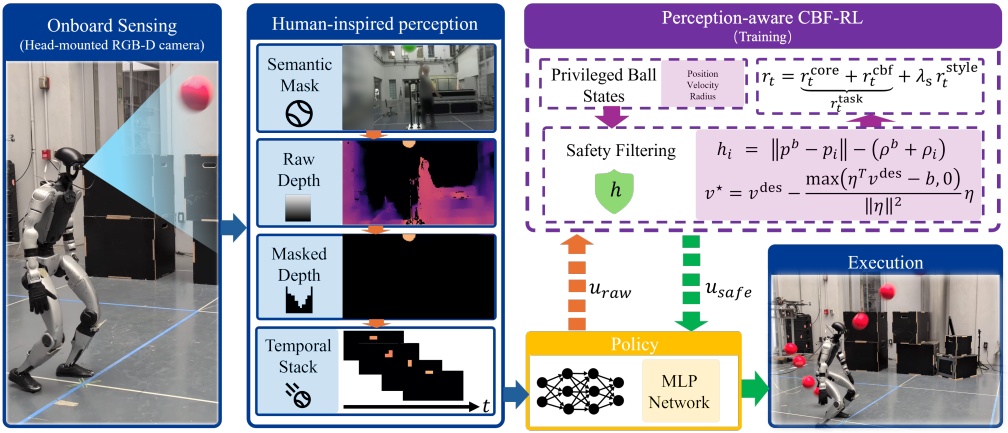 Onboard Sensing
(Head-mounted RGB-D camera)
Human-inspired perception
Semantic
Mask
Raw
Depth
Masked
Depth
Temporal
Stack
t
Perception-aware CBF-RL
(Training)
Privileged Ball
States
Position
Velocity
Radius
r_t = r_t^core + r_t^cbf + λ_s r_t^style
r_t^task
Safety Filtering
h
h_i = ‖p^b − p_i‖ − (ρ^b + ρ_i)
v^⋆ = v^des − max(η^T v^des − b, 0) / ‖η‖^2 η
u_raw
u_safe
Policy
MLP
Network
Execution